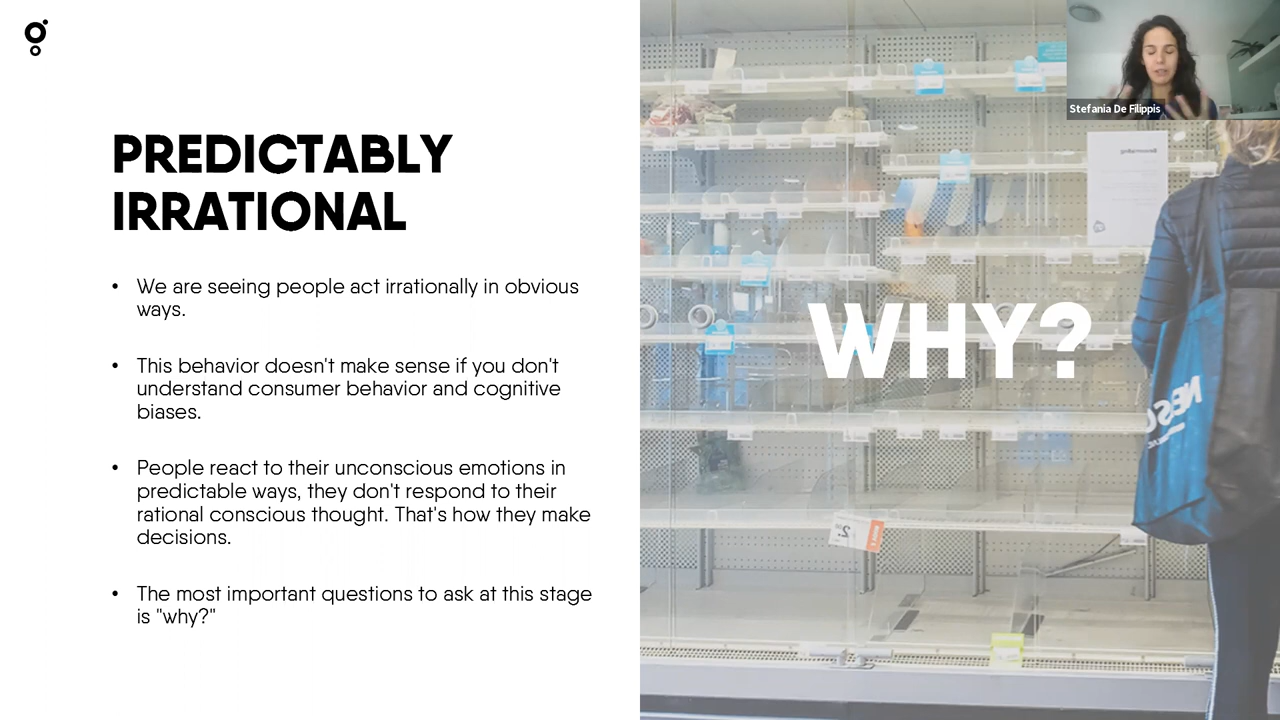 PREDICTABLY
IRRATIONAL
• We are seeing people act irrationally in obvious
ways.
• This behavior doesn't make sense if you don't
understand consumer behavior and cognitive
biases.
• People react to their unconscious emotions in
predictable ways, they don't respond to their
rational conscious thought. That's how they make
decisions.
• The most important questions to ask at this stage
is "why?"
WHY?
Stefania De Filippis